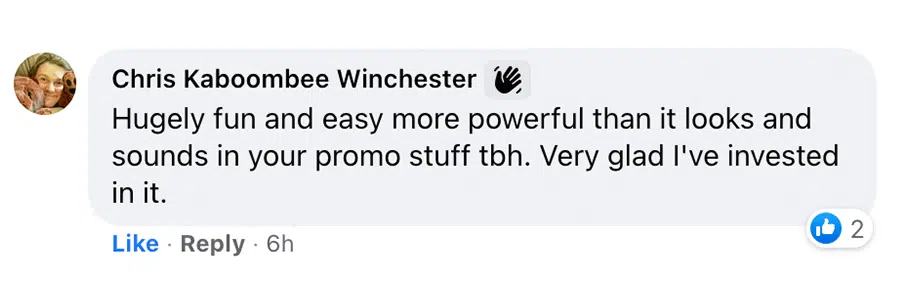 Chris Kaboombee Winchester
Hugely fun and easy more powerful than it looks and
sounds in your promo stuff tbh. Very glad I've invested
in it.
Like · Reply · 6h
2